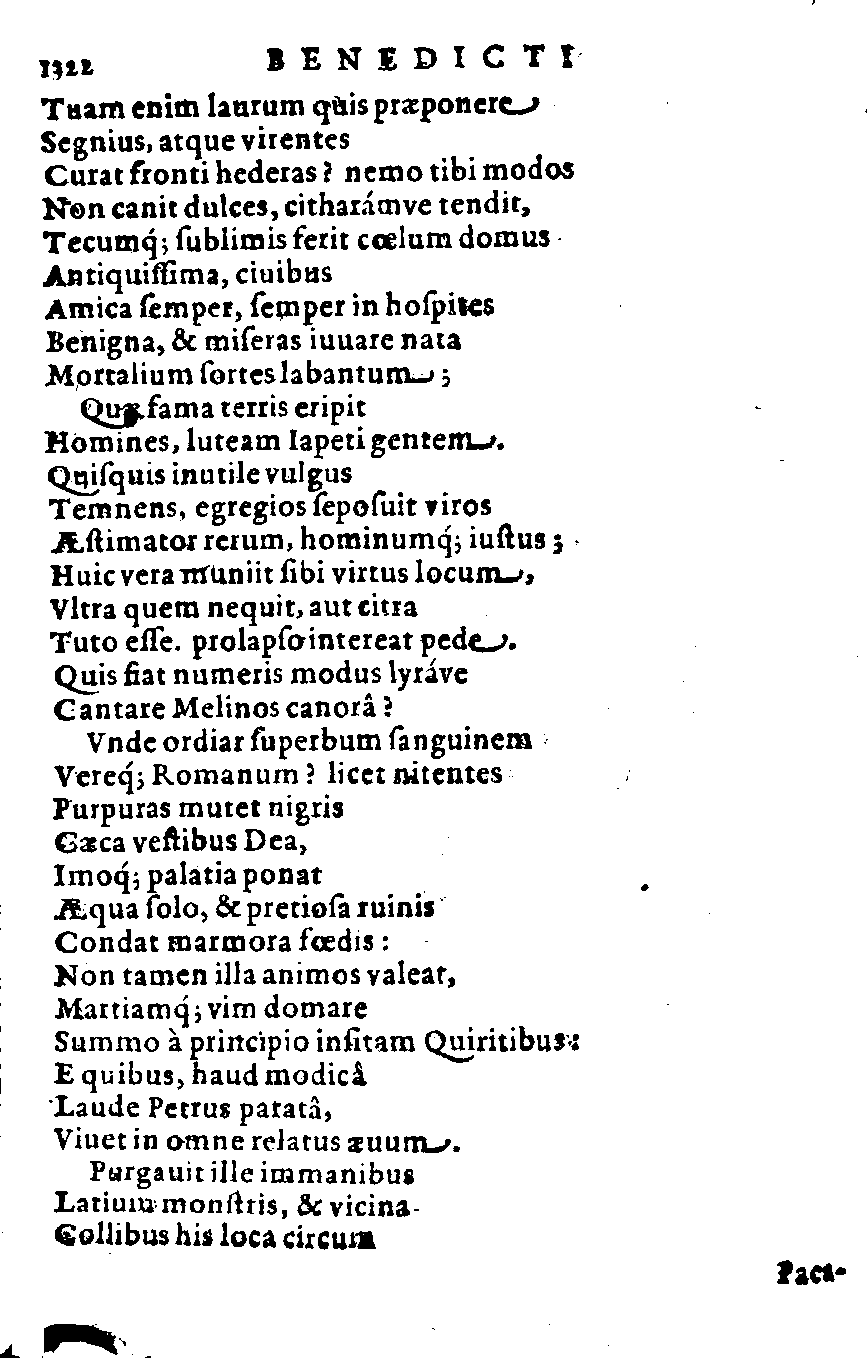 1322 BENEDICTI
Tuam enim laurum quis præponere
Segnius, atque virentes
Curat fronti hederas? nemo tibi modos
Non canit dulces, citharámve tendit,
Tecumq́; ſublimis ferit cœlum domus
Antiquiſſima, ciuibus
Amica ſemper, ſemper in hoſpites
Benigna, & miſeras iuuare nata
Mortalium ſortes labantum;
Quæ fama terris eripit
Homines, luteam Iapeti gentem.
Quiſquis inutile vulgus
Temnens, egregios ſepoſuit viros
Æſtimator rerum, hominumq́; iuſtus;
Huic vera muniit ſibi virtus locum,
Vltra quem nequit, aut citra
Tuto eſſe. prolapſo intereat pede.
Quis fiat numeris modus lyráve
Cantare Melinos canorâ?
Vnde ordiar ſuperbum ſanguinem
Vereq́; Romanum? licet nitentes
Purpuras mutet nigris
Cæca veſtibus Dea,
Imoq́; palatia ponat
Æqua ſolo, & pretioſa ruinis
Condat marmora fœdis:
Non tamen illa animos valeat,
Martiamq́; vim domare
Summo à principio inſitam Quiritibus:
E quibus, haud modicâ
Laude Petrus paratâ,
Viuet in omne relatus æuum.
Purgauit ille immanibus
Latium monſtris, & vicina
Collibus his loca circum
Paca-